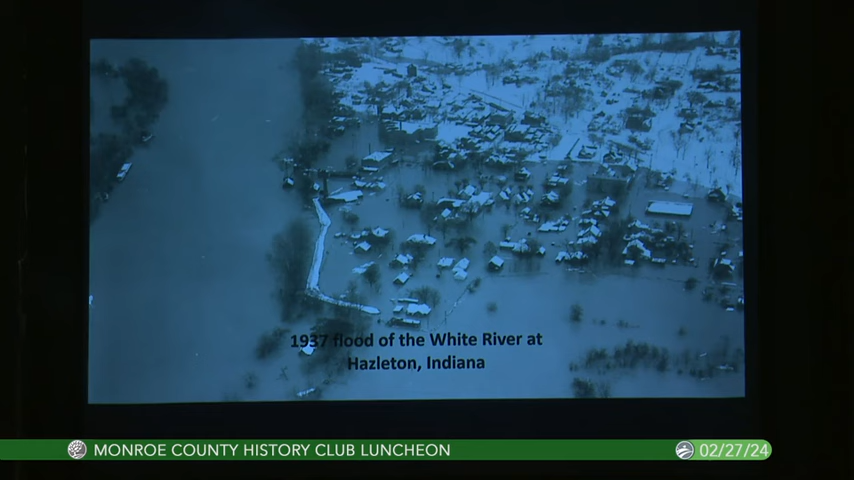 1937 flood of the White River at
Hazleton, Indiana
MONROE COUNTY HISTORY CLUB LUNCHEON
02/27/24